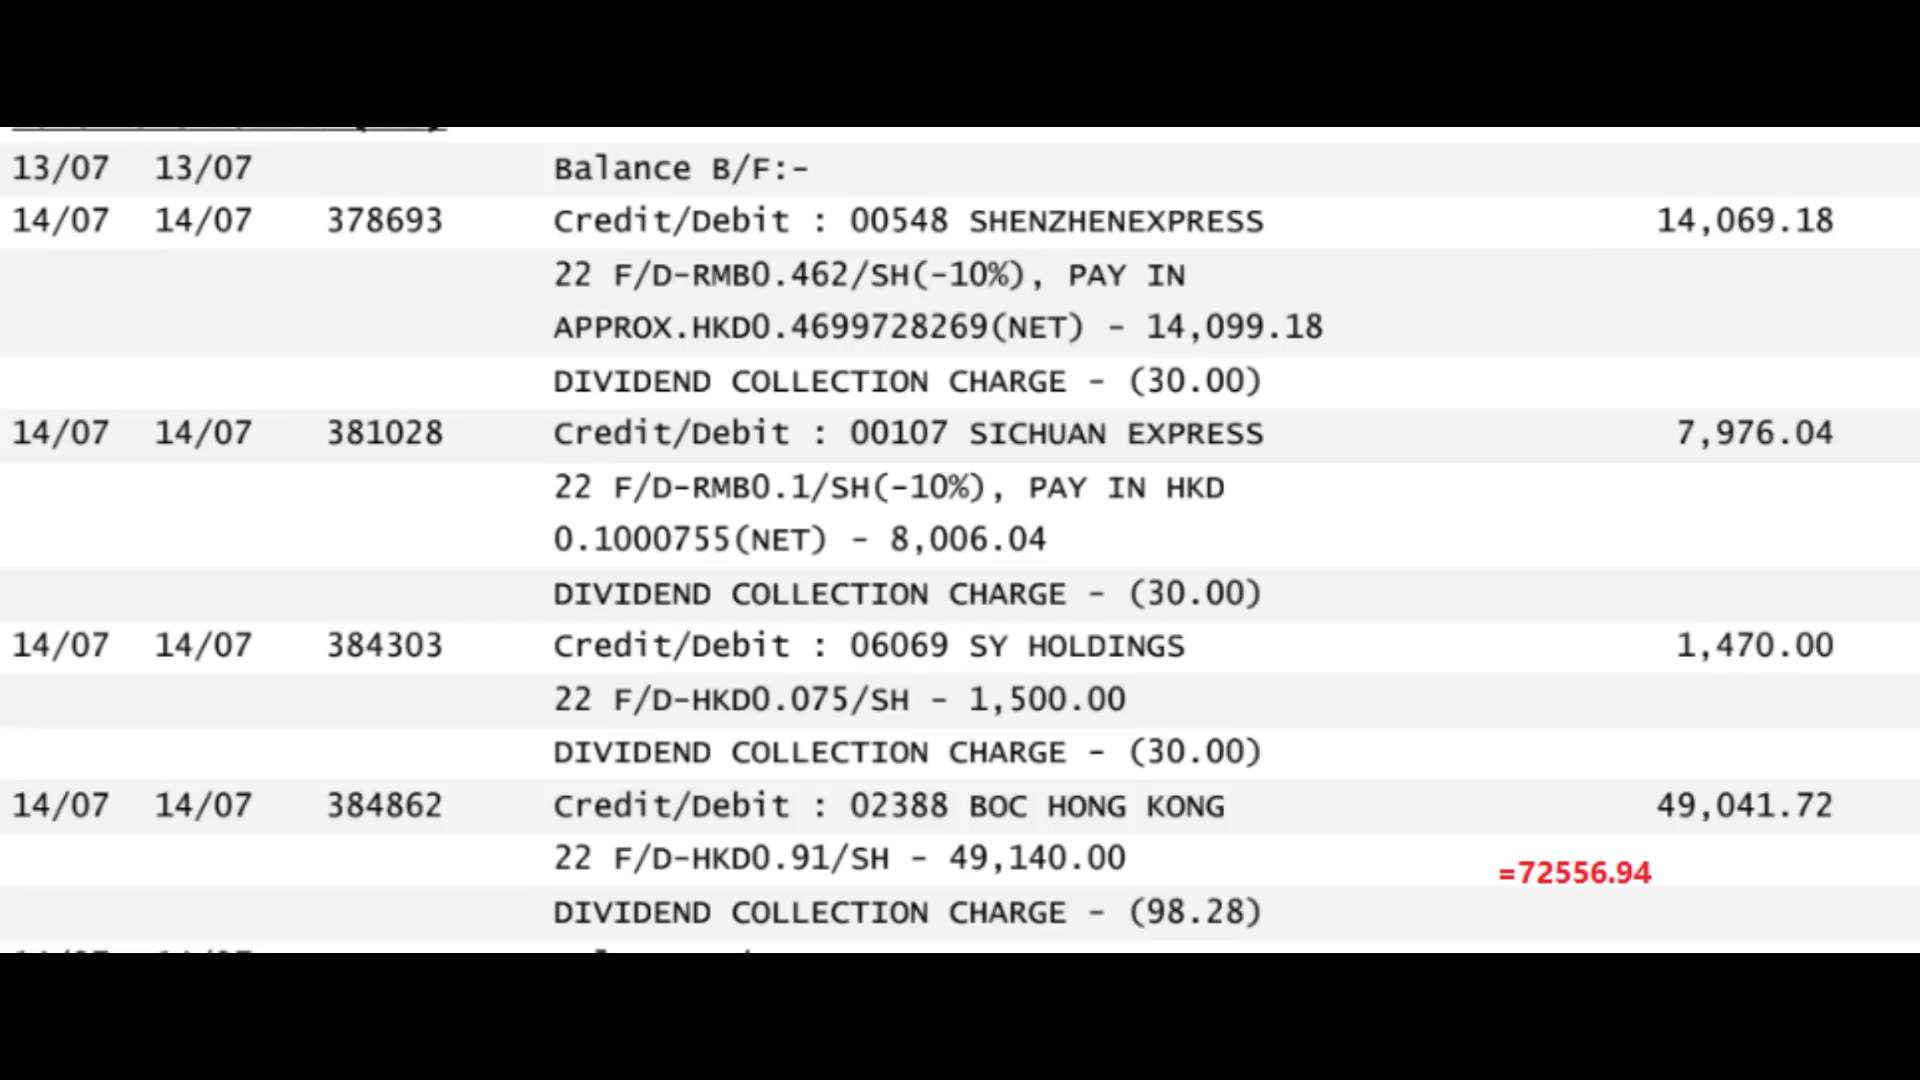 13/07 13/07 Balance B/F:-
14/07 14/07 378693 Credit/Debit : 00548 SHENZHENEXPRESS 14,069.18
22 F/D-RMB0.462/SH(-10%), PAY IN
APPROX.HKD0.4699728269(NET) - 14,099.18
DIVIDEND COLLECTION CHARGE - (30.00)
14/07 14/07 381028 Credit/Debit : 00107 SICHUAN EXPRESS 7,976.04
22 F/D-RMB0.1/SH(-10%), PAY IN HKD
0.1000755(NET) - 8,006.04
DIVIDEND COLLECTION CHARGE - (30.00)
14/07 14/07 384303 Credit/Debit : 06069 SY HOLDINGS 1,470.00
22 F/D-HKD0.075/SH - 1,500.00
DIVIDEND COLLECTION CHARGE - (30.00)
14/07 14/07 384862 Credit/Debit : 02388 BOC HONG KONG 49,041.72
22 F/D-HKD0.91/SH - 49,140.00
=72556.94
DIVIDEND COLLECTION CHARGE - (98.28)